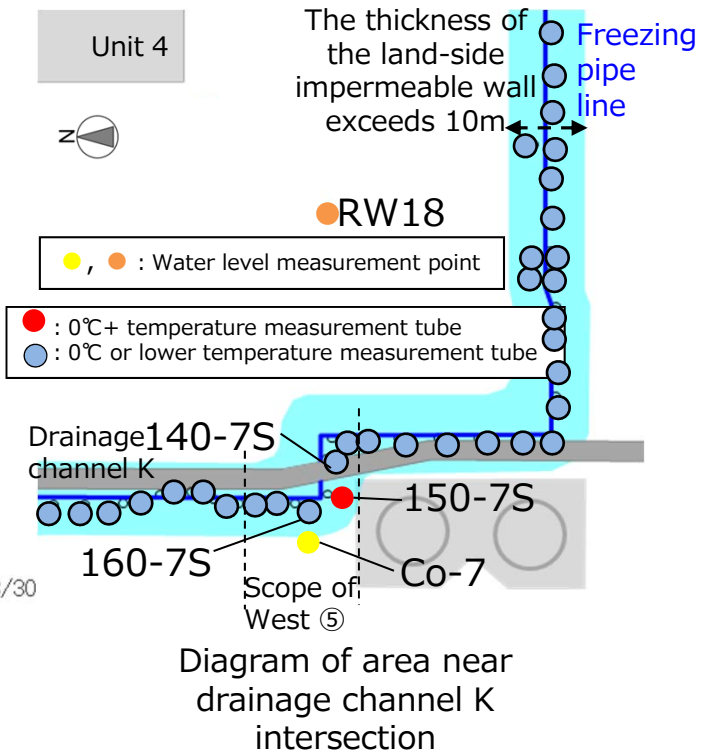 Unit 4
The thickness of
the land-side
impermeable wall
exceeds 10m
Freezing
pipe
line
N
RW18
, : Water level measurement point
: 0℃+ temperature measurement tube
: 0℃ or lower temperature measurement tube
Drainage
channel K
140-7S
150-7S
160-7S
Co-7
/30
Scope of
West ⑤
Diagram of area near
drainage channel K
intersection